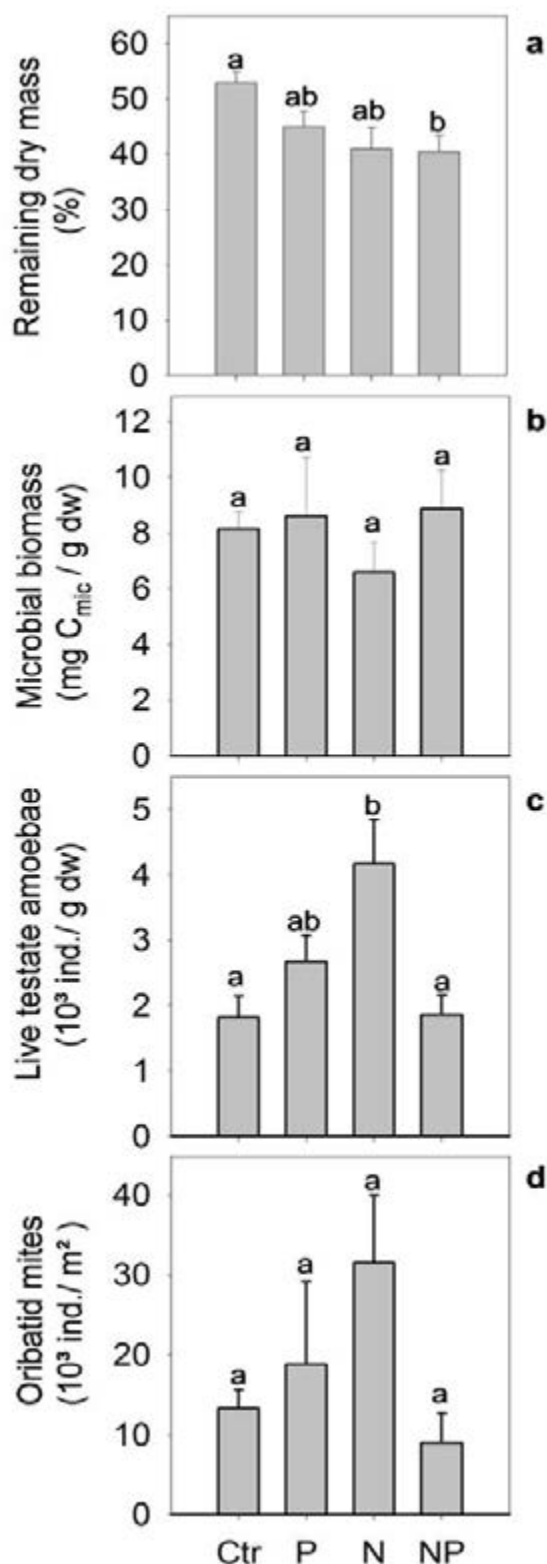 a
Remaining dry mass
(%)
60
50
40
30
20
10
0
a
ab
ab
b
b
Microbial biomass
(mg Cmic / g dw)
12
10
8
6
4
2
0
a
a
a
a
c
Live testate amoebae
(10³ ind./ g dw)
5
4
3
2
1
0
a
ab
b
a
d
Oribatid mites
(10³ ind./ m²)
40
30
20
10
0
a
a
a
a
Ctr P N NP